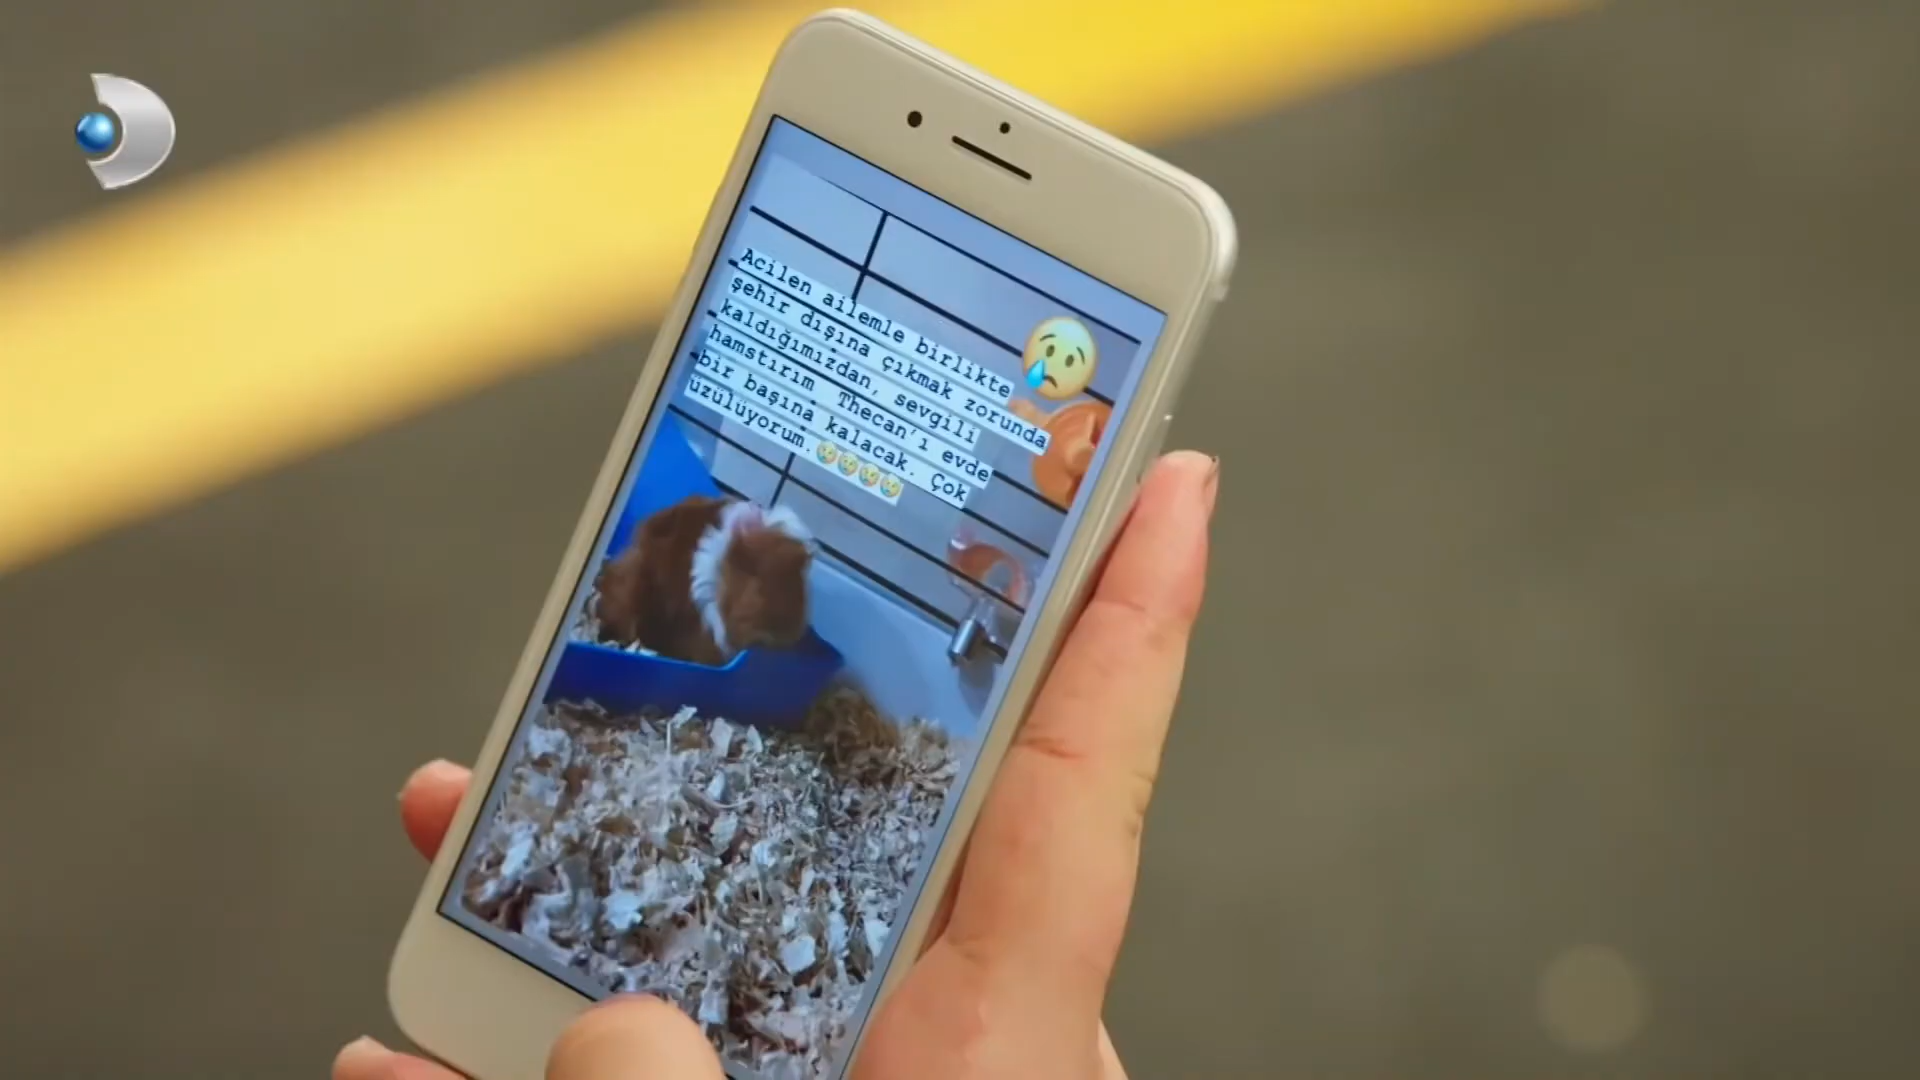 Acilen ailemle birlikte
şehir dışına çıkmak zorunda
kaldığımızdan, sevgili
hamstırım Thecan'ı evde
bir başına kalacak. Çok
üzülüyorum.😢😢😢😢